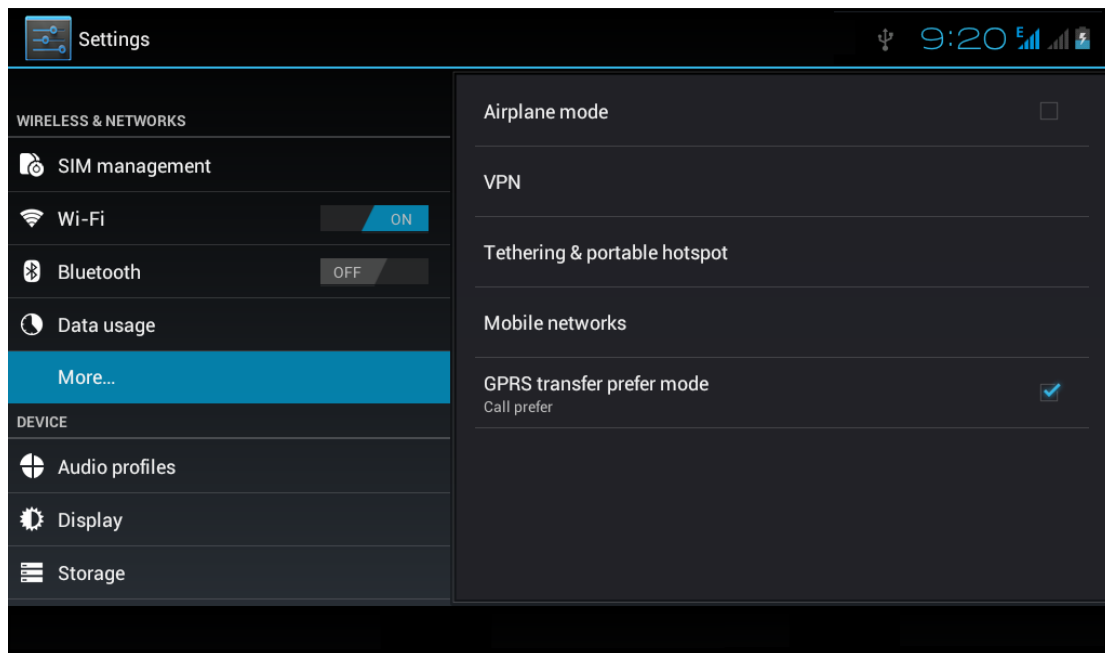 Settings
9:20
E
WIRELESS & NETWORKS
SIM management
Wi-Fi
ON
Bluetooth
OFF
Data usage
More...
DEVICE
Audio profiles
Display
Storage
Airplane mode
VPN
Tethering & portable hotspot
Mobile networks
GPRS transfer prefer mode
Call prefer